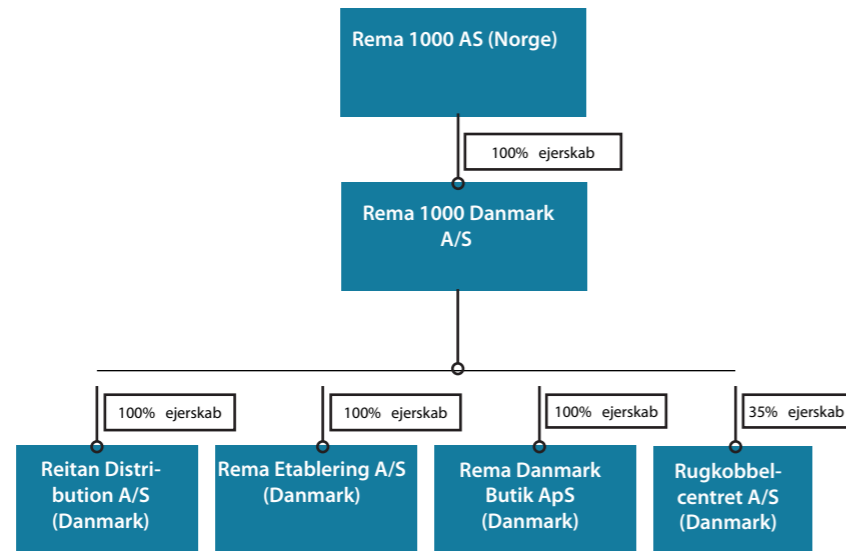 Rema 1000 AS (Norge)
100% ejerskab
Rema 1000 Danmark
A/S
100% ejerskab
100% ejerskab
100% ejerskab
35% ejerskab
Reitan Distri-
bution A/S
(Danmark)
Rema Etablering A/S
(Danmark)
Rema Danmark
Butik ApS
(Danmark)
Rugkobbel-
centret A/S
(Danmark)